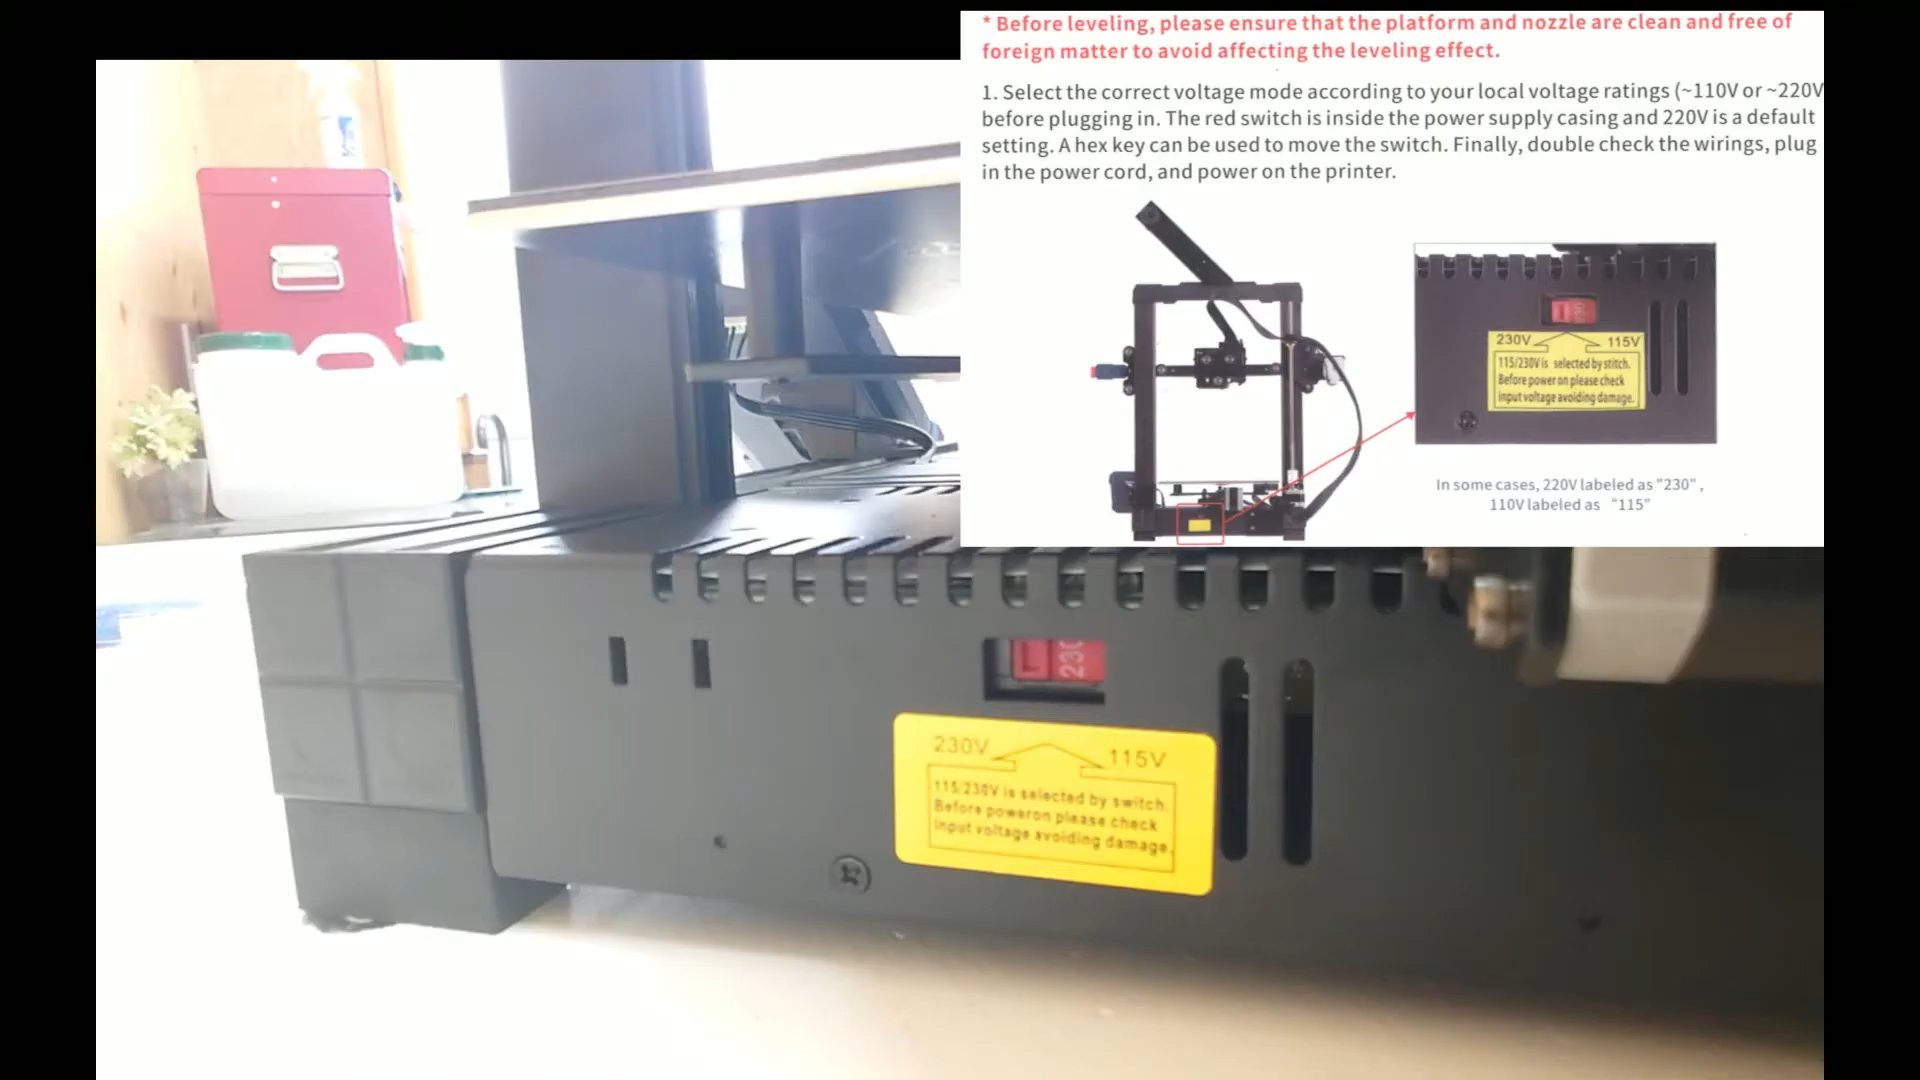 * Before leveling, please ensure that the platform and nozzle are clean and free of
foreign matter to avoid affecting the leveling effect.
1. Select the correct voltage mode according to your local voltage ratings (~110V or ~220V
before plugging in. The red switch is inside the power supply casing and 220V is a default
setting. A hex key can be used to move the switch. Finally, double check the wirings, plug
in the power cord, and power on the printer.
230V 115V
115/230V is selected by stitch.
Before power on please check
input voltage avoiding damage.
In some cases, 220V labeled as "230" ,
110V labeled as “115”
230V 115V
115/230V is selected by switch.
Before poweron please check
input voltage avoiding damage.